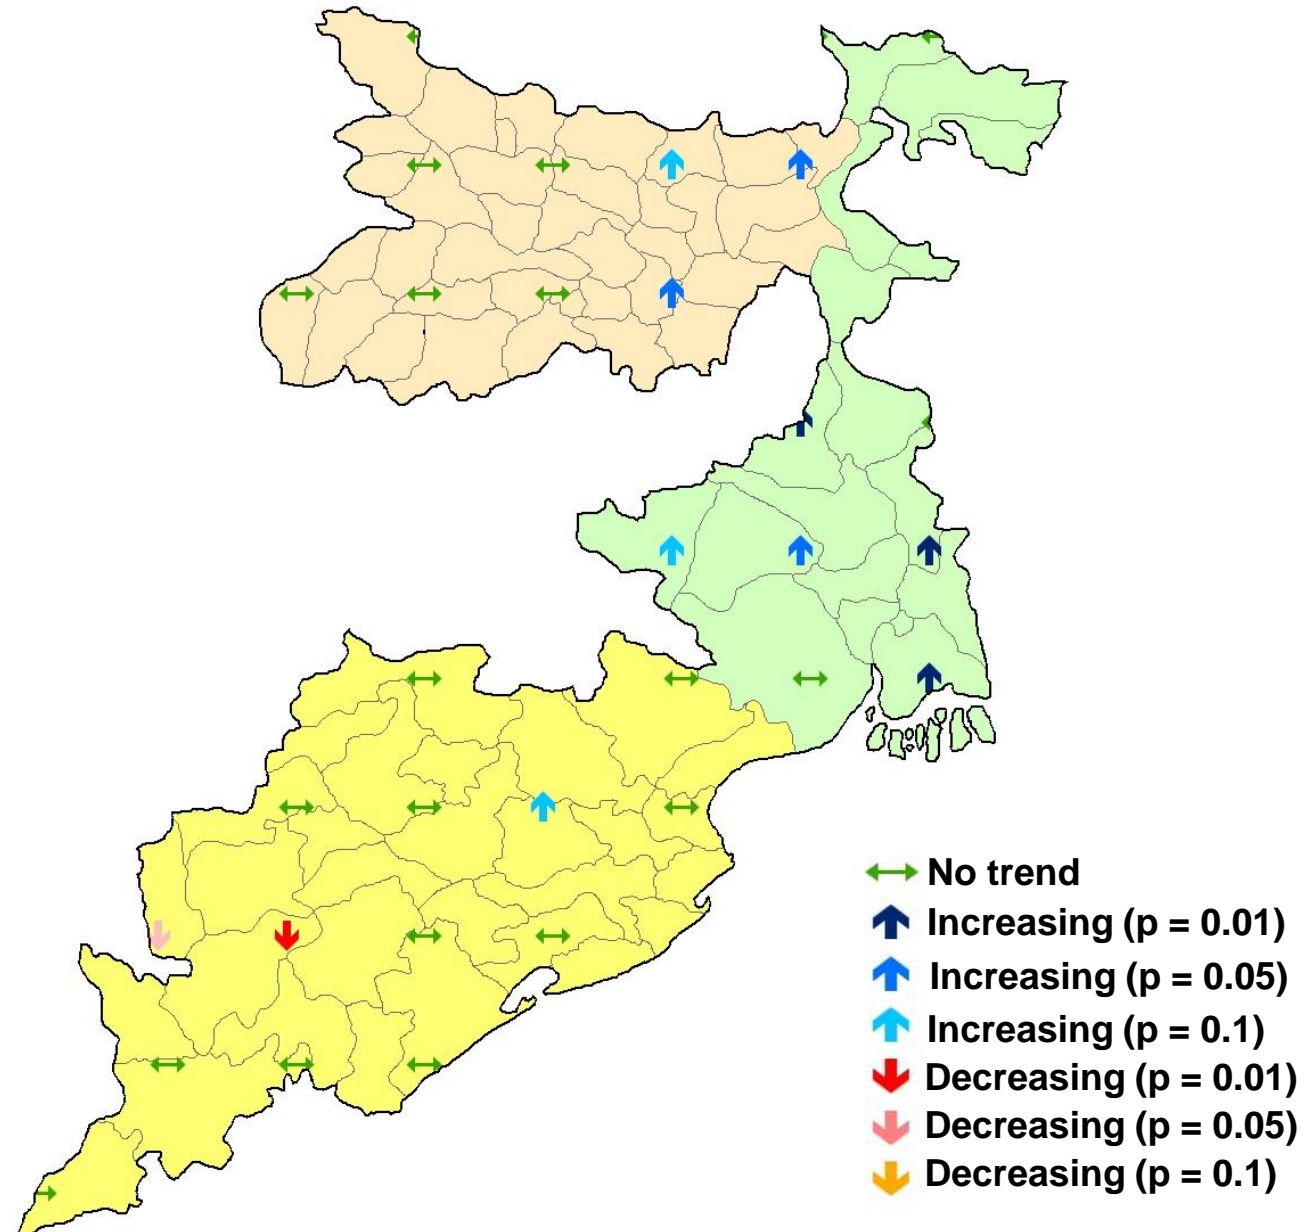 No trend
Increasing (p = 0.01)
Increasing (p = 0.05)
Increasing (p = 0.1)
Decreasing (p = 0.01)
Decreasing (p = 0.05)
Decreasing (p = 0.1)